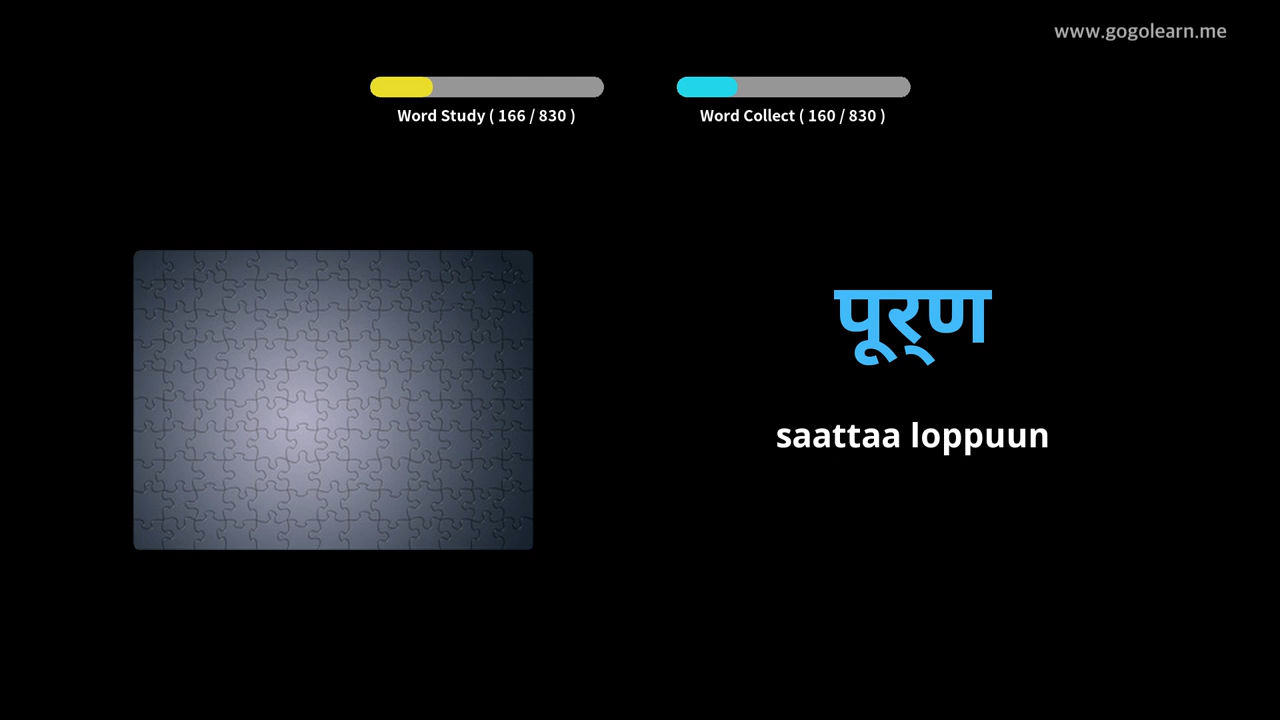 www.gogolearn.me
Word Study ( 166 / 830 )
Word Collect ( 160 / 830 )
पूर्‌ण
saattaa loppuun